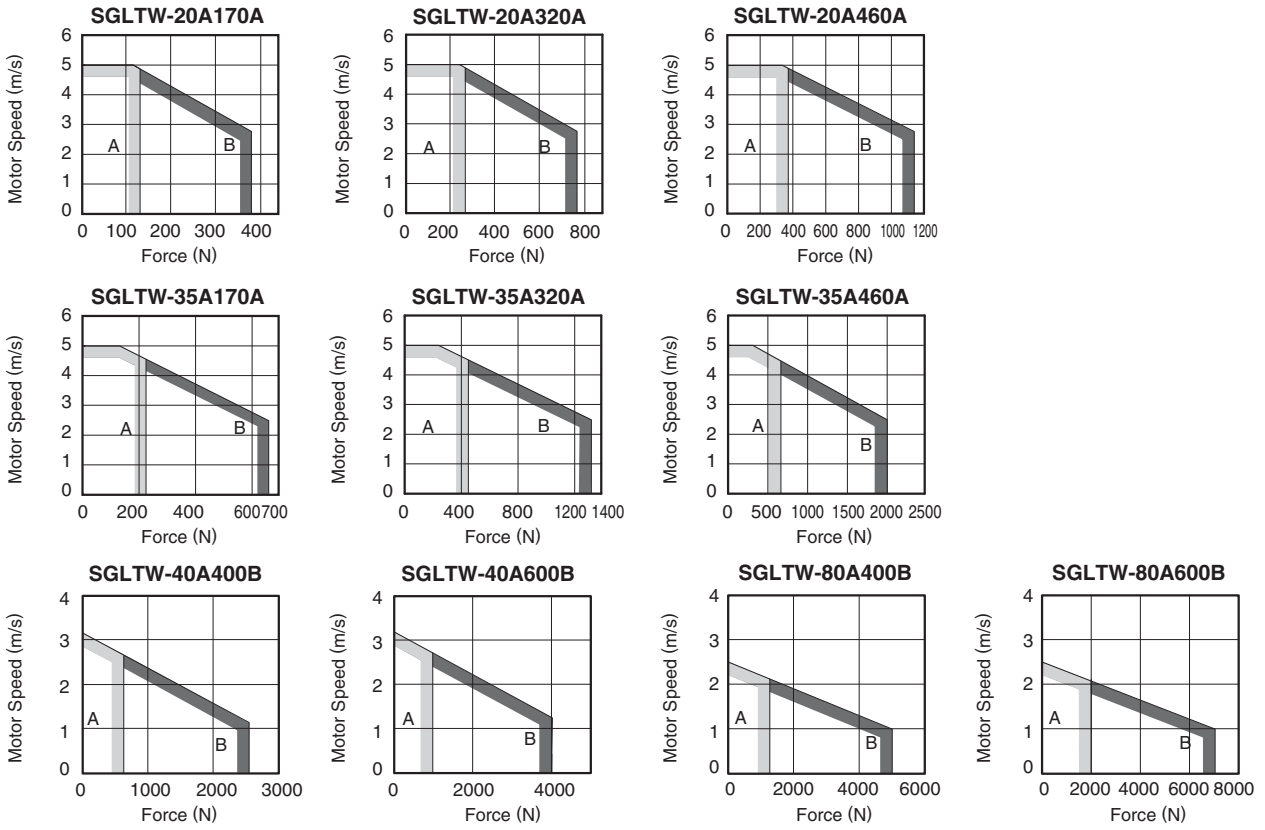 SGLTW-20A170A
Motor Speed (m/s)
6
5
4
3
2
1
0
A
B
0 100 200 300 400
Force (N)
SGLTW-20A320A
Motor Speed (m/s)
6
5
4
3
2
1
0
A
B
0 200 400 600 800
Force (N)
SGLTW-20A460A
Motor Speed (m/s)
6
5
4
3
2
1
0
A
B
0 200 400 600 800 1000 1200
Force (N)
SGLTW-35A170A
Motor Speed (m/s)
6
5
4
3
2
1
0
A
B
0 200 400 600700
Force (N)
SGLTW-35A320A
Motor Speed (m/s)
6
5
4
3
2
1
0
A
B
0 400 800 1200 1400
Force (N)
SGLTW-35A460A
Motor Speed (m/s)
6
5
4
3
2
1
0
A
B
0 500 1000 1500 2000 2500
Force (N)
SGLTW-40A400B
Motor Speed (m/s)
4
3
2
1
0
A
B
0 1000 2000 3000
Force (N)
SGLTW-40A600B
Motor Speed (m/s)
4
3
2
1
0
A
B
0 2000 4000
Force (N)
SGLTW-80A400B
Motor Speed (m/s)
4
3
2
1
0
A
B
0 2000 4000 6000
Force (N)
SGLTW-80A600B
Motor Speed (m/s)
4
3
2
1
0
A
B
0 2000 4000 6000 8000
Force (N)